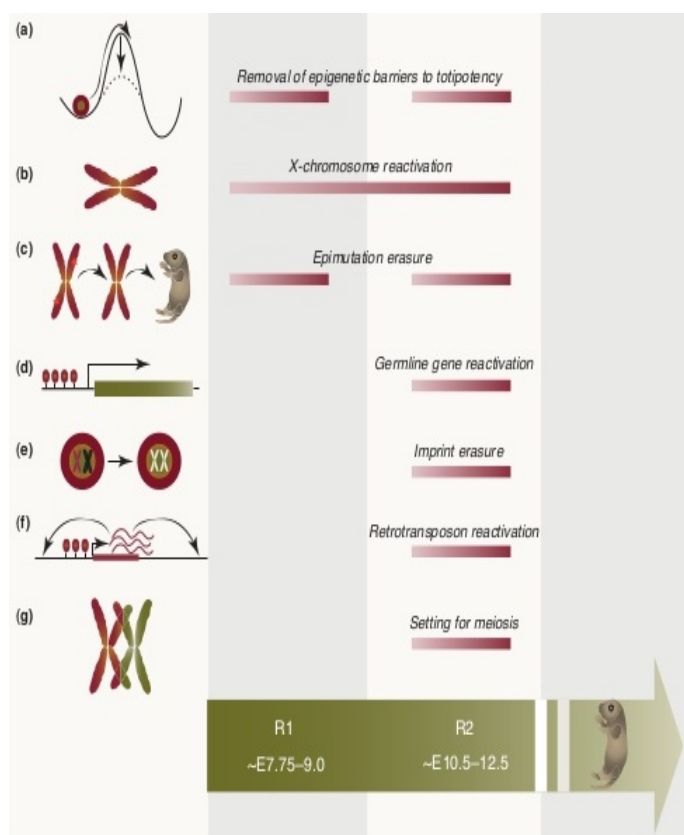 (a)
Removal of epigenetic barriers to totipotency
(b)
X-chromosome reactivation
(c)
Epimutation erasure
(d)
Germline gene reactivation
(e)
Imprint erasure
(f)
Retrotransposon reactivation
(g)
Setting for meiosis
R1 R2
~E7.75–9.0 ~E10.5–12.5